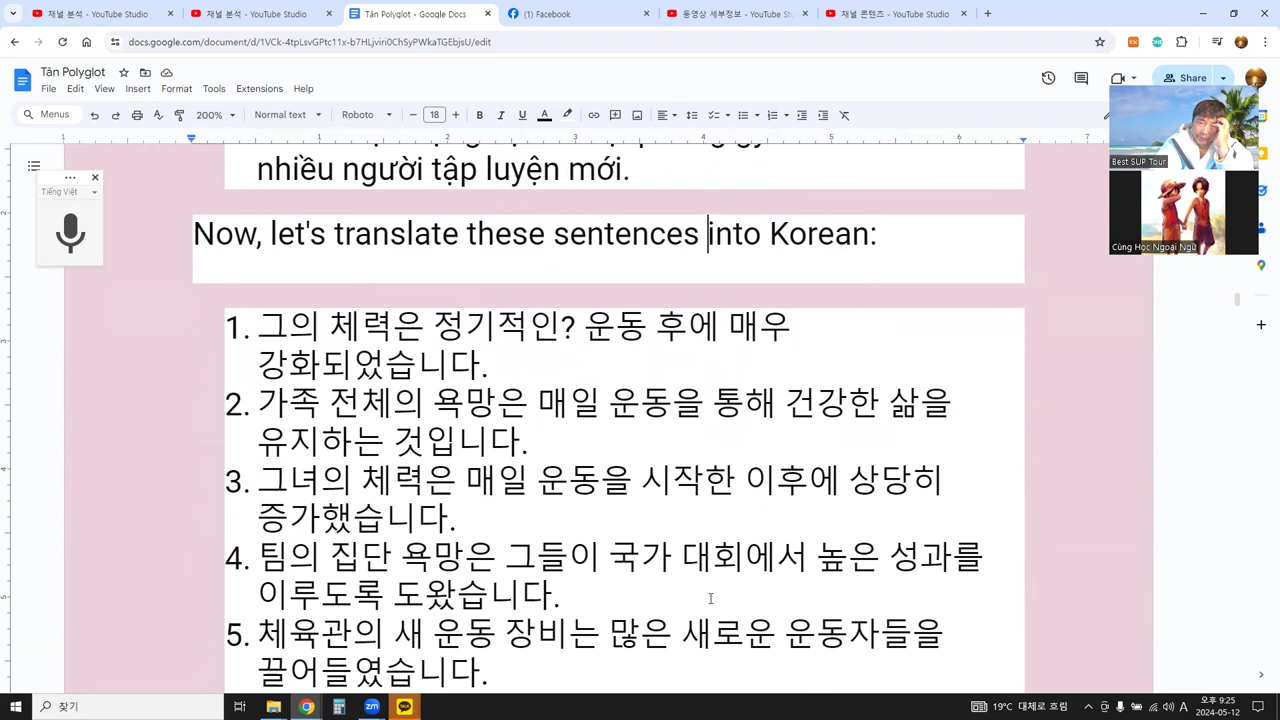 채널 분석 - YouTube Studio
채널 분석 - YouTube Studio
Tân Polyglot - Google Docs
(1) Facebook
동영상 세부정보 - YouTube St
채널 콘텐츠 - YouTube Studio
docs.google.com/document/d/1VCk-4tpLsvGPtc11x-b7HLjviri0ChSyPWkaTGEbjsU/edit
Tân Polyglot
File Edit View Insert Format Tools Extensions Help
Share
Menus
200%
Normal text
Roboto
18
1 1 2 3 4 5 6 7
Best SUP Tour
Cùng Học Ngoại Ngữ
Tiếng Việt
nhiều người tập luyện mới.
Now, let's translate these sentences into Korean:
1. 그의 체력은 정기적인? 운동 후에 매우
강화되었습니다.
2. 가족 전체의 욕망은 매일 운동을 통해 건강한 삶을
유지하는 것입니다.
3. 그녀의 체력은 매일 운동을 시작한 이후에 상당히
증가했습니다.
4. 팀의 집단 욕망은 그들이 국가 대회에서 높은 성과를
이루도록 도왔습니다.
5. 체육관의 새 운동 장비는 많은 새로운 운동자들을
끌어들였습니다.
찾기
19°C 대체로 흐림
A
오후 9:25
2024-05-12